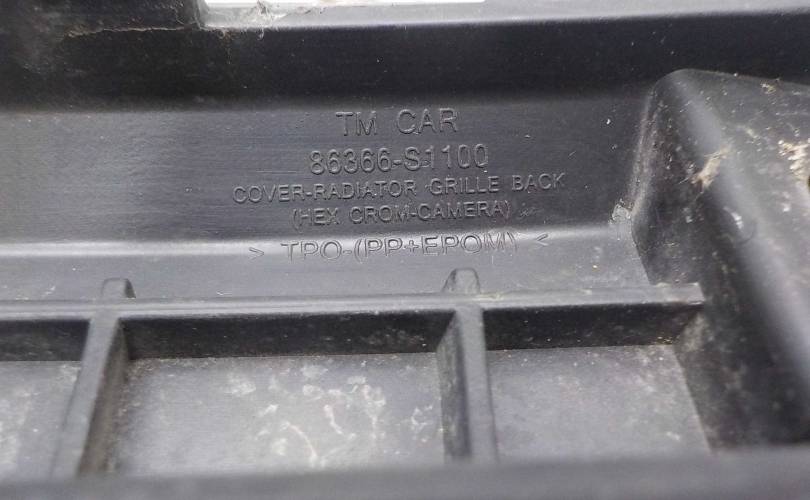 TM CAR
86366-S1100
COVER-RADIATOR GRILLE BACK
(HEX CROM-CAMERA)
> TPO-(PP+EPOM) <